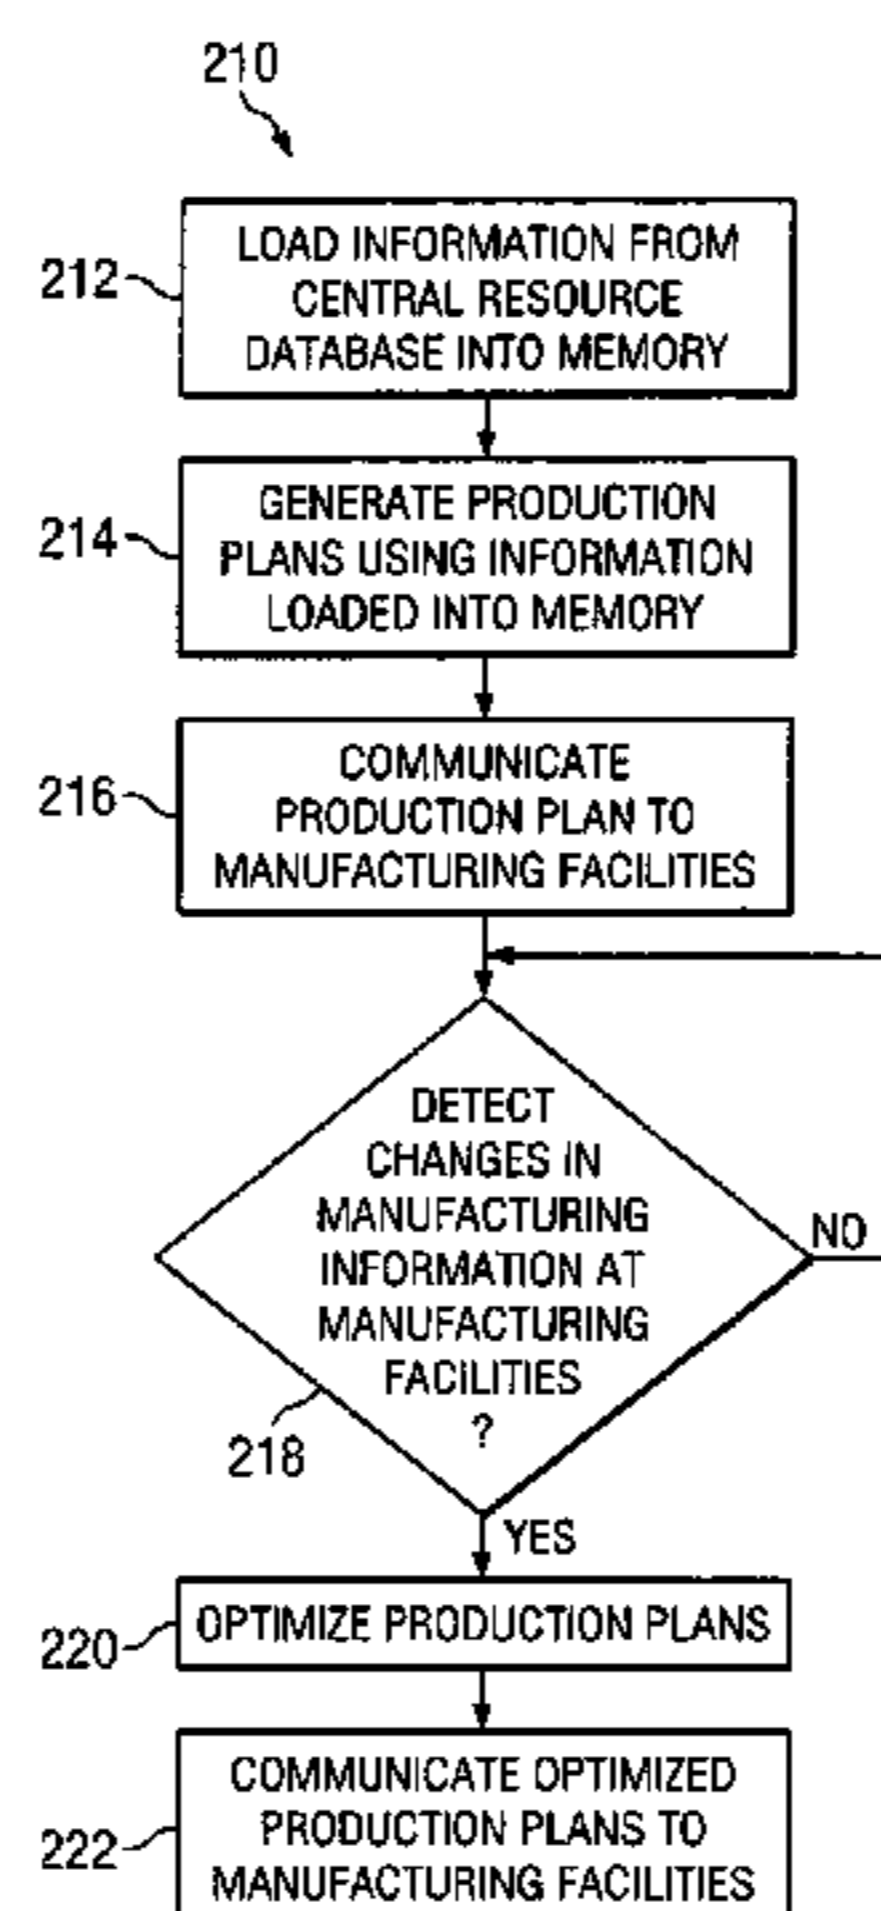 210
212
LOAD INFORMATION FROM
CENTRAL RESOURCE
DATABASE INTO MEMORY
214
GENERATE PRODUCTION
PLANS USING INFORMATION
LOADED INTO MEMORY
216
COMMUNICATE
PRODUCTION PLAN TO
MANUFACTURING FACILITIES
DETECT
CHANGES IN
MANUFACTURING
INFORMATION AT
MANUFACTURING
FACILITIES
?
NO
218
YES
220
OPTIMIZE PRODUCTION PLANS
222
COMMUNICATE OPTIMIZED
PRODUCTION PLANS TO
MANUFACTURING FACILITIES